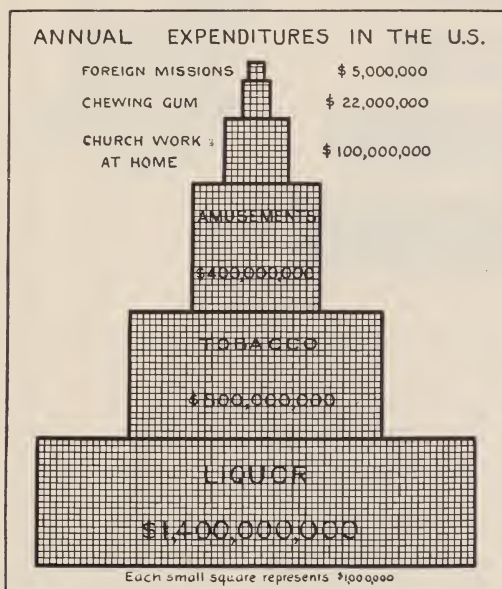 ANNUAL EXPENDITURES IN THE U.S.
FOREIGN MISSIONS $ 5,000,000
CHEWING GUM $ 22,000,000
CHURCH WORK
AT HOME $ 100,000,000
AMUSEMENTS
$400,000,000
TOBACCO
$800,000,000
LIQUOR
$1,400,000,000
Each small square represents $1,000,000